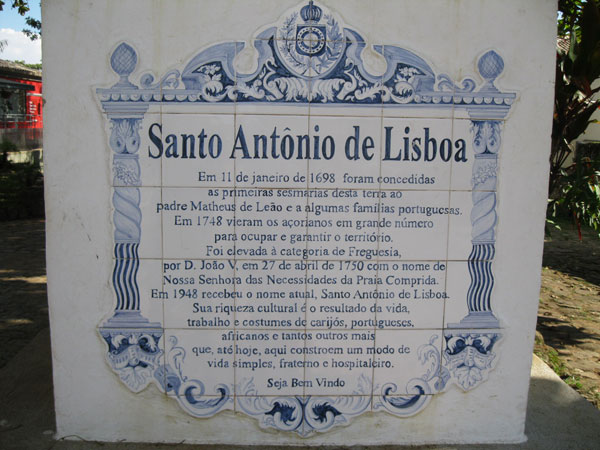 Santo Antônio de Lisboa
Em 11 de janeiro de 1698 foram concedidas
as primeiras sesmarias desta terra ao
padre Matheus de Leão e a algumas famílias portuguesas.
Em 1748 vieram os açorianos em grande número
para ocupar e garantir o território.
Foi elevada à categoria de Freguesia,
por D. João V, em 27 de abril de 1750 com o nome de
Nossa Senhora das Necessidades da Praia Comprida.
Em 1948 recebeu o nome atual, Santo Antônio de Lisboa.
Sua riqueza cultural é o resultado da vida,
trabalho e costumes de carijós, portugueses,
africanos e tantos outros mais
que, até hoje, aqui constroem um modo de
vida simples, fraterno e hospitaleiro.
Seja Bem Vindo